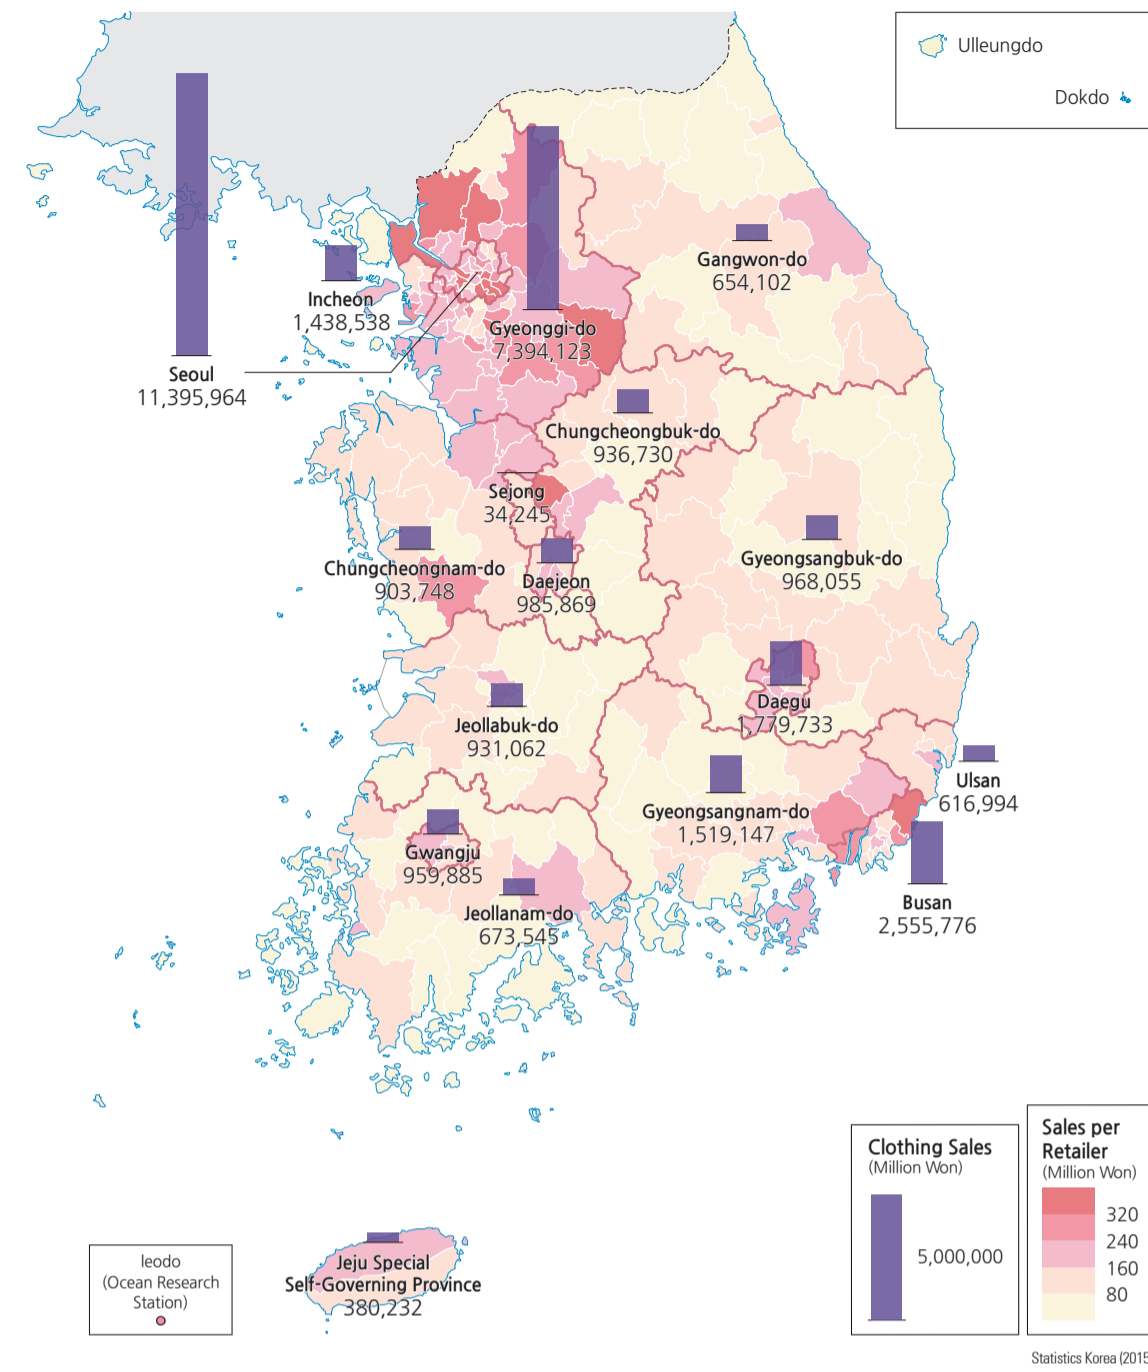 Ulleungdo
Dokdo
Gangwon-do
654,102
Incheon
1,438,538
Gyeonggi-do
7,394,123
Seoul
11,395,964
Chungcheongbuk-do
936,730
Sejong
34,245
Gyeongsangbuk-do
968,055
Chungcheongnam-do
903,748
Daejeon
985,869
Daegu
1,779,733
Jeollabuk-do
931,062
Ulsan
616,994
Gyeongsangnam-do
1,519,147
Gwangju
959,885
Busan
2,555,776
Jeollanam-do
673,545
Jeju Special
Self-Governing Province
380,232
Ieodo
(Ocean Research
Station)
Clothing Sales
(Million Won)
5,000,000
Sales per
Retailer
(Million Won)
320
240
160
80
Statistics Korea (2015